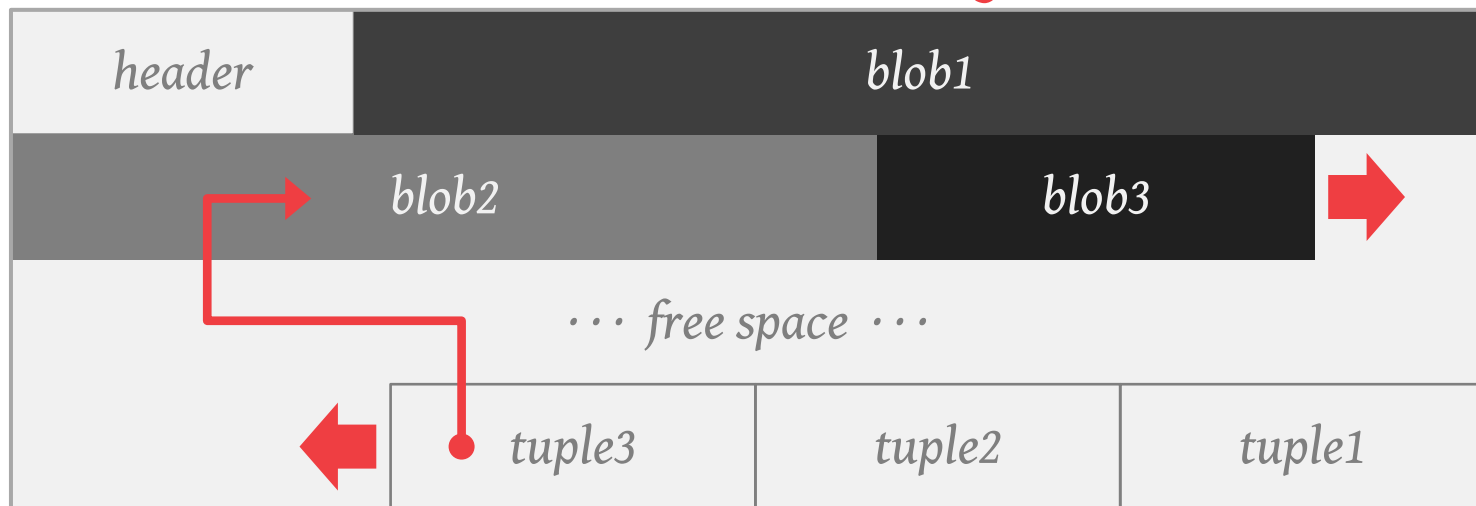 header blob1
blob2 blob3
··· free space ···
tuple3 tuple2 tuple1